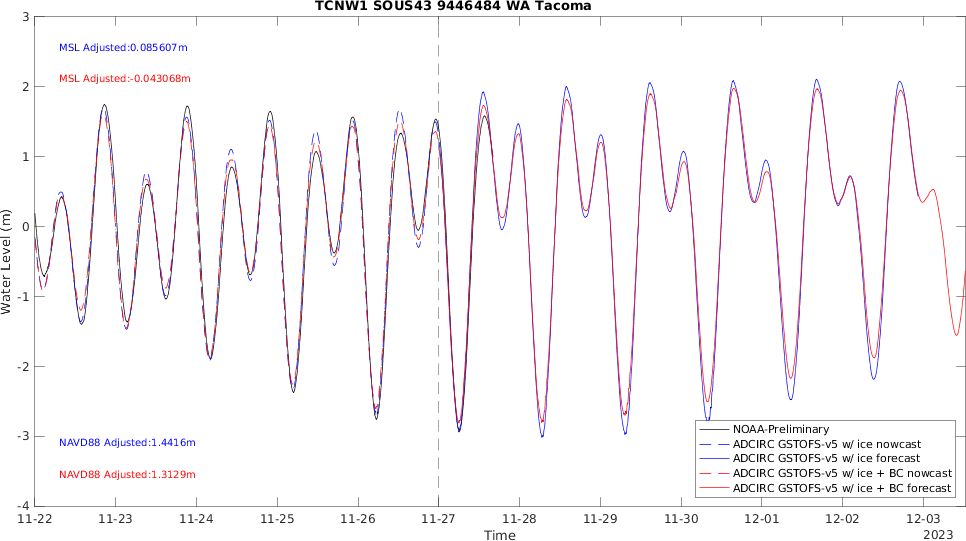 TCNW1 SOUS43 9446484 WA Tacoma
3
2
1
0
-1
-2
-3
-4
Water Level (m)
MSL Adjusted:0.085607m
MSL Adjusted:-0.043068m
NAVD88 Adjusted:1.4416m
NAVD88 Adjusted:1.3129m
NOAA-Preliminary
ADCIRC GSTOFS-v5 w/ ice nowcast
ADCIRC GSTOFS-v5 w/ ice forecast
ADCIRC GSTOFS-v5 w/ ice + BC nowcast
ADCIRC GSTOFS-v5 w/ ice + BC forecast
11-22 11-23 11-24 11-25 11-26 11-27 11-28 11-29 11-30 12-01 12-02 12-03
Time
2023